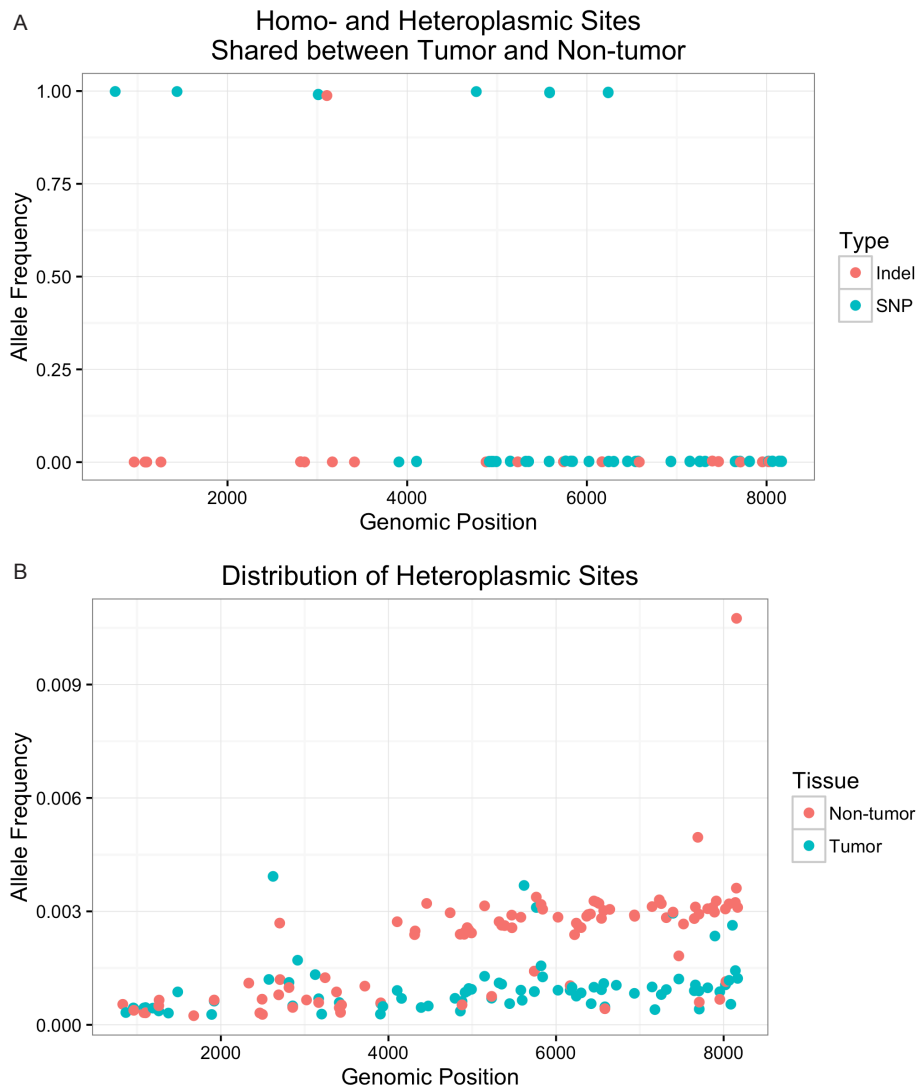 A
Homo- and Heteroplasmic Sites
Shared between Tumor and Non-tumor
1.00
0.75
0.50
0.25
0.00
Allele Frequency
2000 4000 6000 8000
Genomic Position
Type
Indel
SNP
B
Distribution of Heteroplasmic Sites
0.009
0.006
0.003
0.000
Allele Frequency
2000 4000 6000 8000
Genomic Position
Tissue
Non-tumor
Tumor